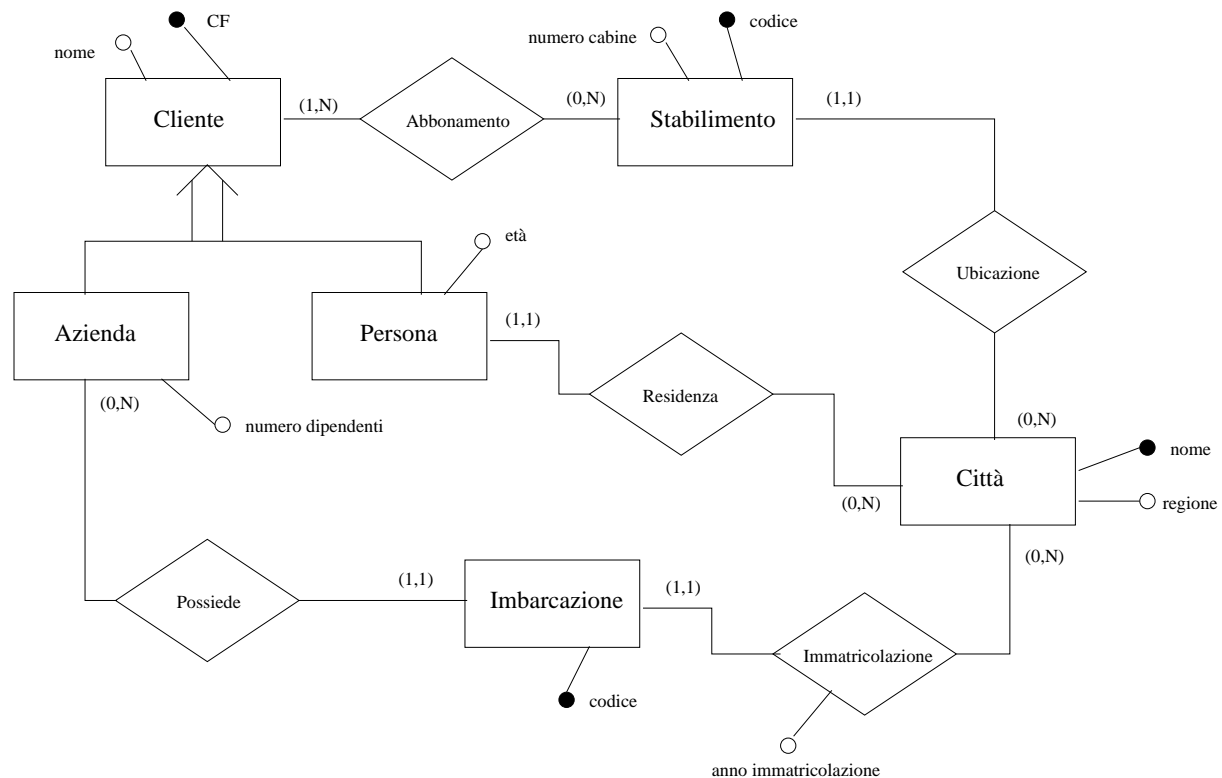 CF
codice
nome
numero cabine
Cliente
(1,N)
Abbonamento
(0,N)
Stabilimento
(1,1)
età
Ubicazione
Azienda
Persona
(1,1)
Residenza
(0,N)
numero dipendenti
(0,N)
nome
Città
regione
(0,N)
(0,N)
Possiede
(1,1)
Imbarcazione
(1,1)
Immatricolazione
codice
anno immatricolazione